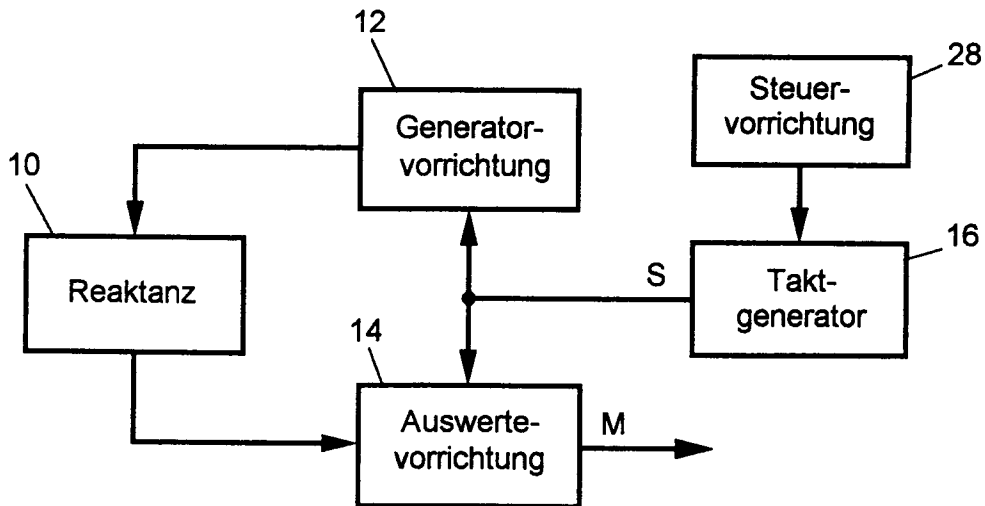 12
28
Steuer-
vorrichtung
Generator-
vorrichtung
10
16
Reaktanz
S
Takt-
generator
14
Auswerte-
vorrichtung
M